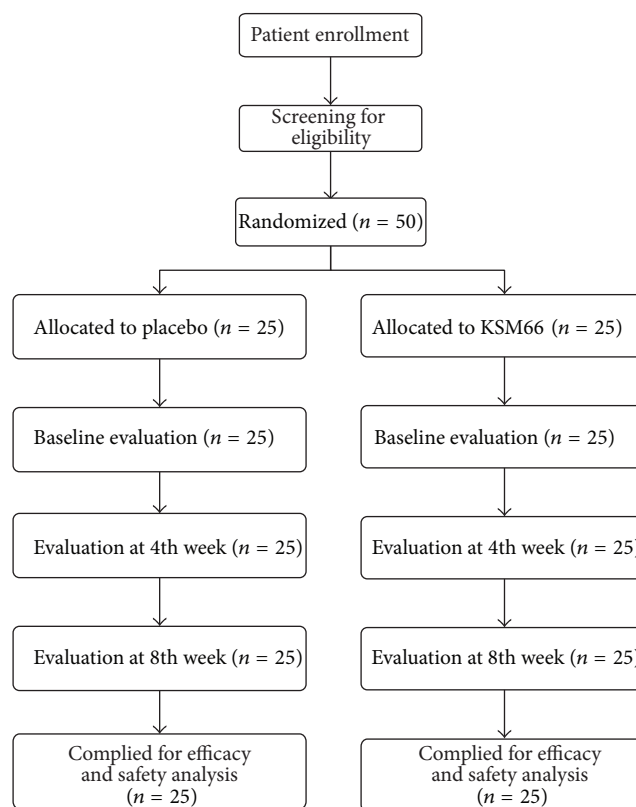 Patient enrollment
Screening for
eligibility
Randomized (n = 50)
Allocated to placebo (n = 25)
Allocated to KSM66 (n = 25)
Baseline evaluation (n = 25)
Baseline evaluation (n = 25)
Evaluation at 4th week (n = 25)
Evaluation at 4th week (n = 25)
Evaluation at 8th week (n = 25)
Evaluation at 8th week (n = 25)
Complied for efficacy
and safety analysis
(n = 25)
Complied for efficacy
and safety analysis
(n = 25)